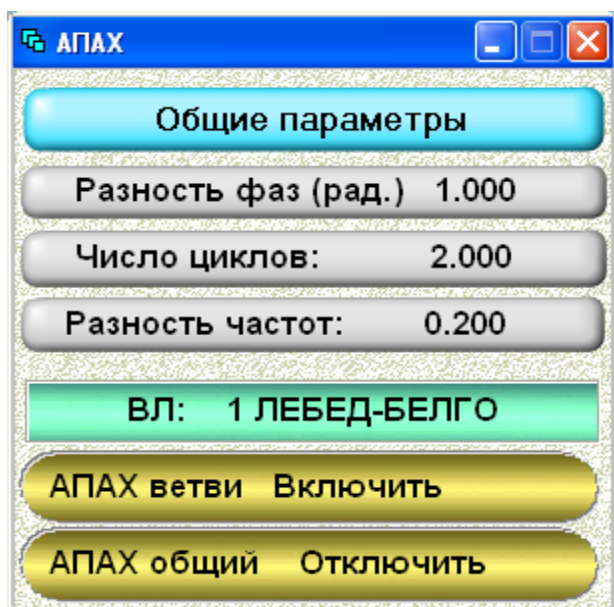 АПАХ
Общие параметры
Разность фаз (рад.) 1.000
Число циклов: 2.000
Разность частот: 0.200
ВЛ: 1 ЛЕБЕД-БЕЛГО
АПАХ ветви Включить
АПАХ общий Отключить